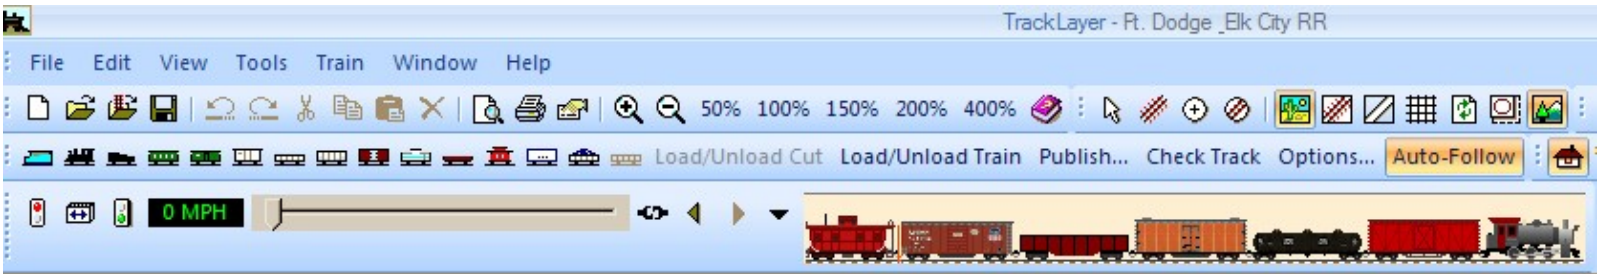 TrackLayer - Ft. Dodge _Elk City RR
File Edit View Tools Train Window Help
50% 100% 150% 200% 400%
Load/Unload Cut Load/Unload Train Publish... Check Track Options... Auto-Follow
0 MPH